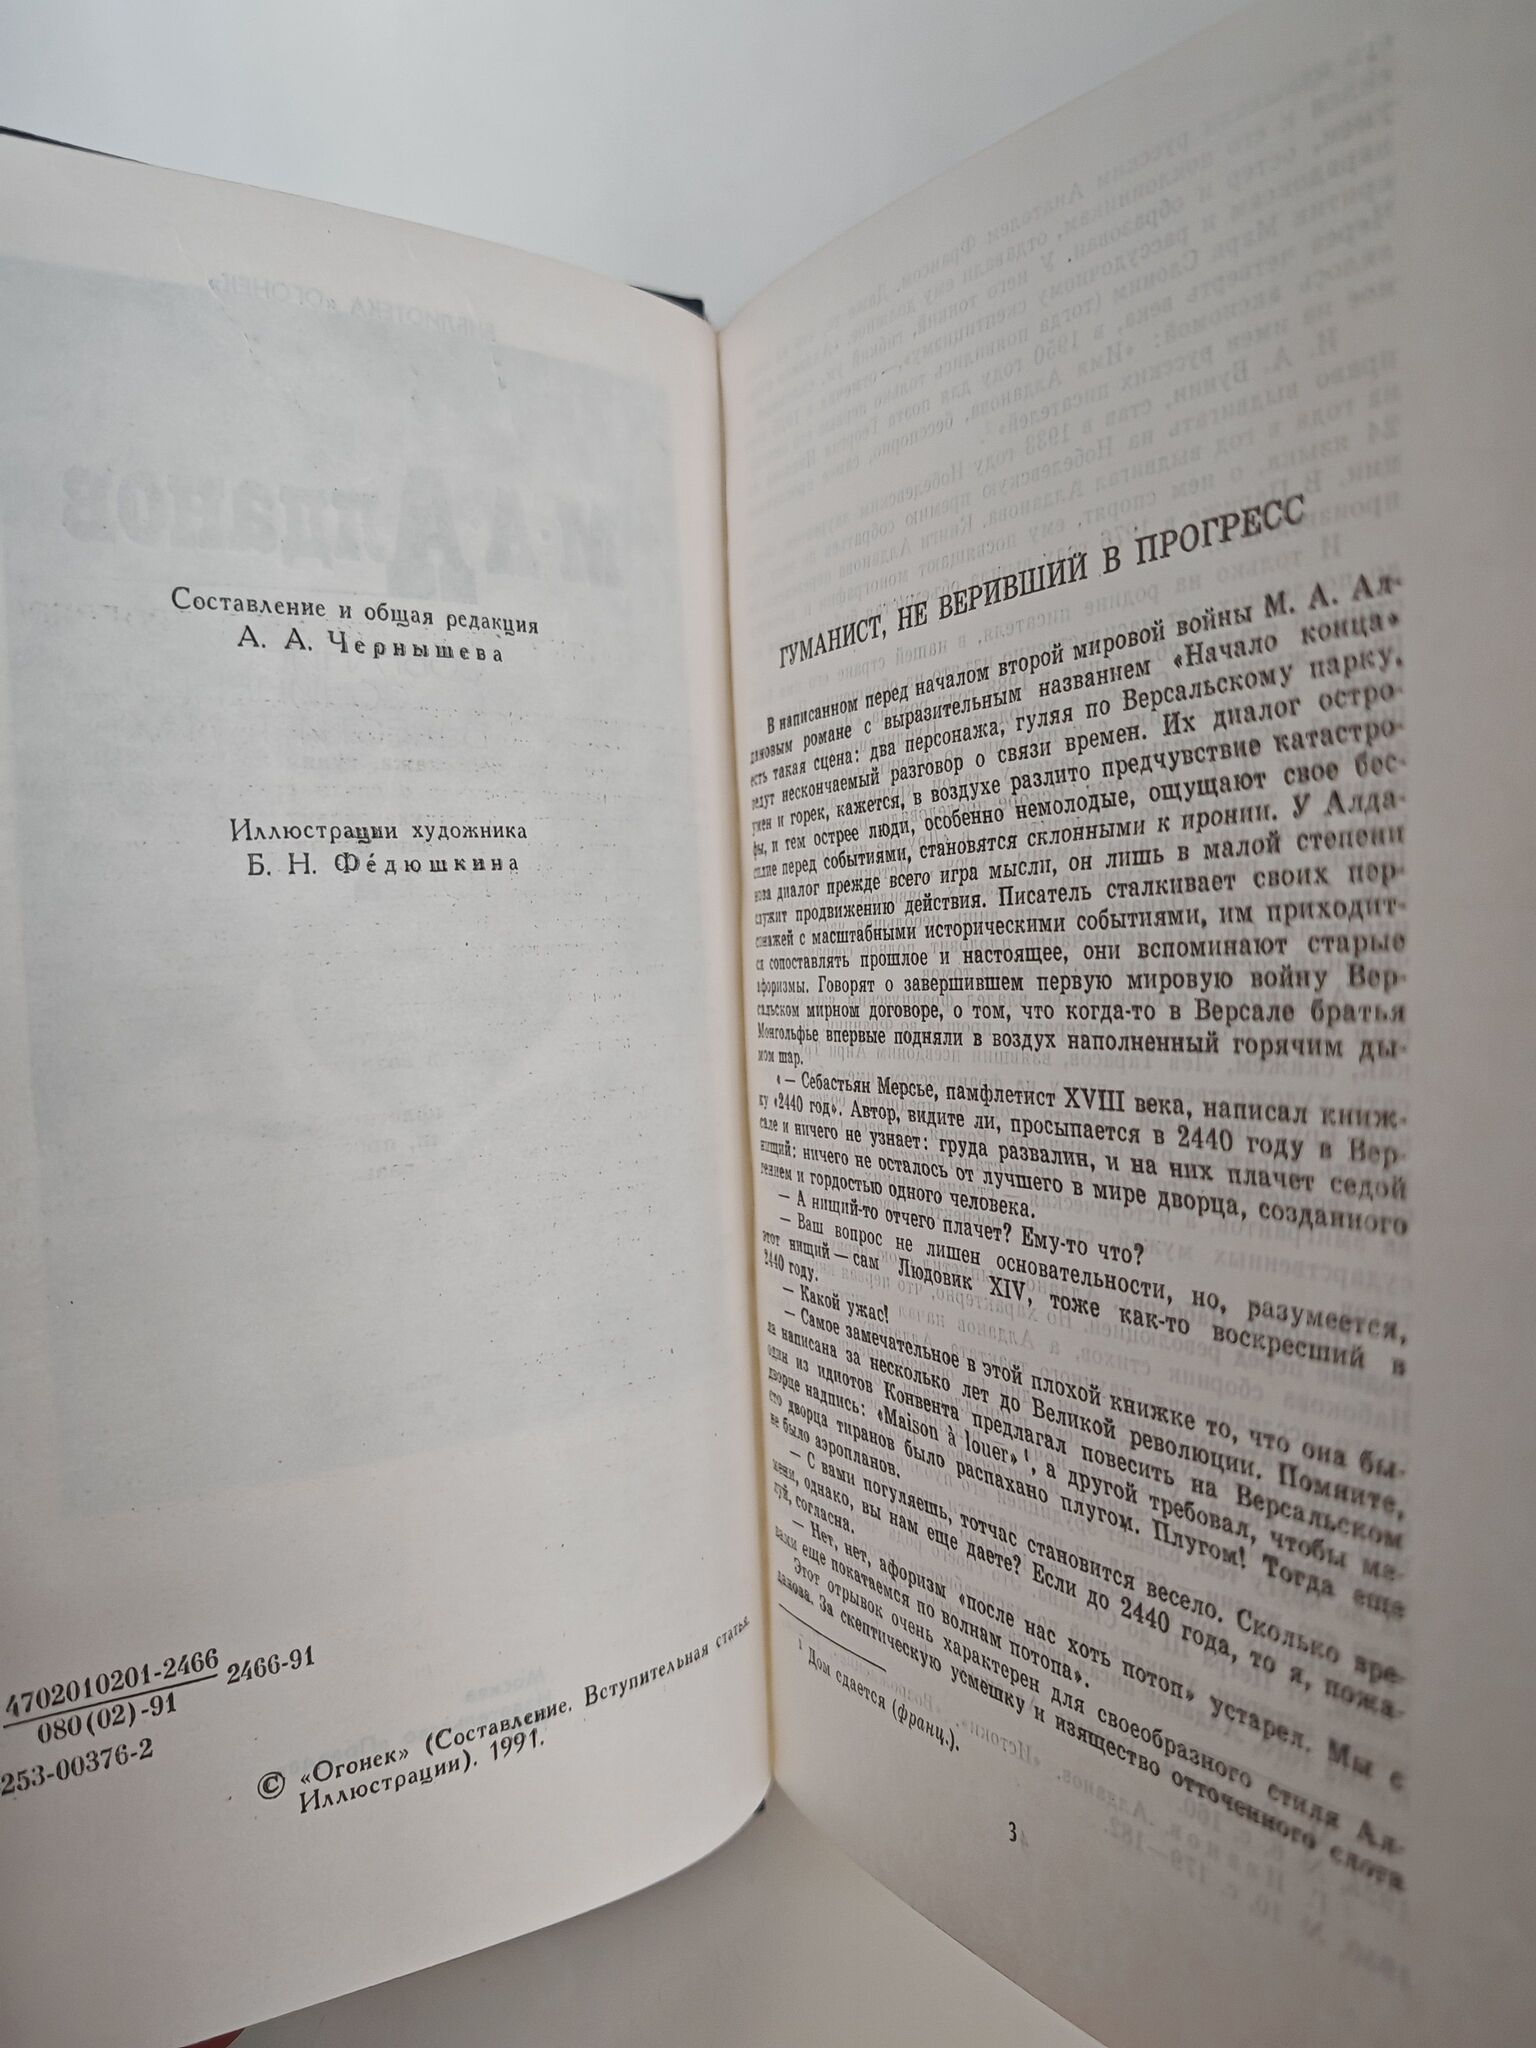 Составление и общая редакция
А. А. Чернышева
Иллюстрации художника
Б. Н. Федюшкина
4702010201-2466
080(02)-91
2466-91
253-00376-2
© «Огонек» (Составление. Вступительная статья.
Иллюстрации). 1991.
ГУМАНИСТ, НЕ ВЕРИВШИЙ В ПРОГРЕСС
В написанном перед началом второй мировой войны М. А. Ал-
дановым романе с выразительным названием «Начало конца»
есть такая сцена: два персонажа, гуляя по Версальскому парку,
ведут нескончаемый разговор о связи времен. Их диалог остро-
умен и горек, кажется, в воздухе разлито предчувствие катастро-
фы, и тем острее люди, особенно немолодые, ощущают свое бес-
силие перед событиями, становятся склонными к иронии. У Алда-
нова диалог прежде всего игра мысли, он лишь в малой степени
служит продвижению действия. Писатель сталкивает своих пер-
сонажей с масштабными историческими событиями, им приходит-
ся сопоставлять прошлое и настоящее, они вспоминают старые
афоризмы. Говорят о завершившем первую мировую войну Вер-
сальском мирном договоре, о том, что когда-то в Версале братья
Монгольфье впервые подняли в воздух наполненный горячим ды-
мом шар.
«— Себастьян Мерсье, памфлетист XVIII века, написал книж-
ку «2440 год». Автор, видите ли, просыпается в 2440 году в Вер-
сале и ничего не узнает: груда развалин, и на них плачет седой
нищий: ничего не осталось от лучшего в мире дворца, созданного
гением и гордостью одного человека.
— А нищий-то отчего плачет? Ему-то что?
— Ваш вопрос не лишен основательности, но, разумеется,
этот нищий — сам Людовик XIV, тоже как-то воскресший в
2440 году.
— Какой ужас!
— Самое замечательное в этой плохой книжке то, что она бы-
ла написана за несколько лет до Великой революции. Помните,
один из идиотов Конвента предлагал повесить на Версальском
дворце надпись: «Maison à louer» ¹, а другой требовал, чтобы ме-
сто дворца тиранов было распахано плугом. Плугом! Тогда еще
не было аэропланов.
— С вами погуляешь, тотчас становится весело. Сколько вре-
мени, однако, вы нам еще даете? Если до 2440 года, то я, пожа-
луй, согласна.
— Нет, нет, афоризм «после нас хоть потоп» устарел. Мы с
вами еще покатаемся по волнам потопа».
Этот отрывок очень характерен для своеобразного стиля Ал-
данова. За скептическую усмешку и изящество отточенного слога
¹ Дом сдается (франц.).
3